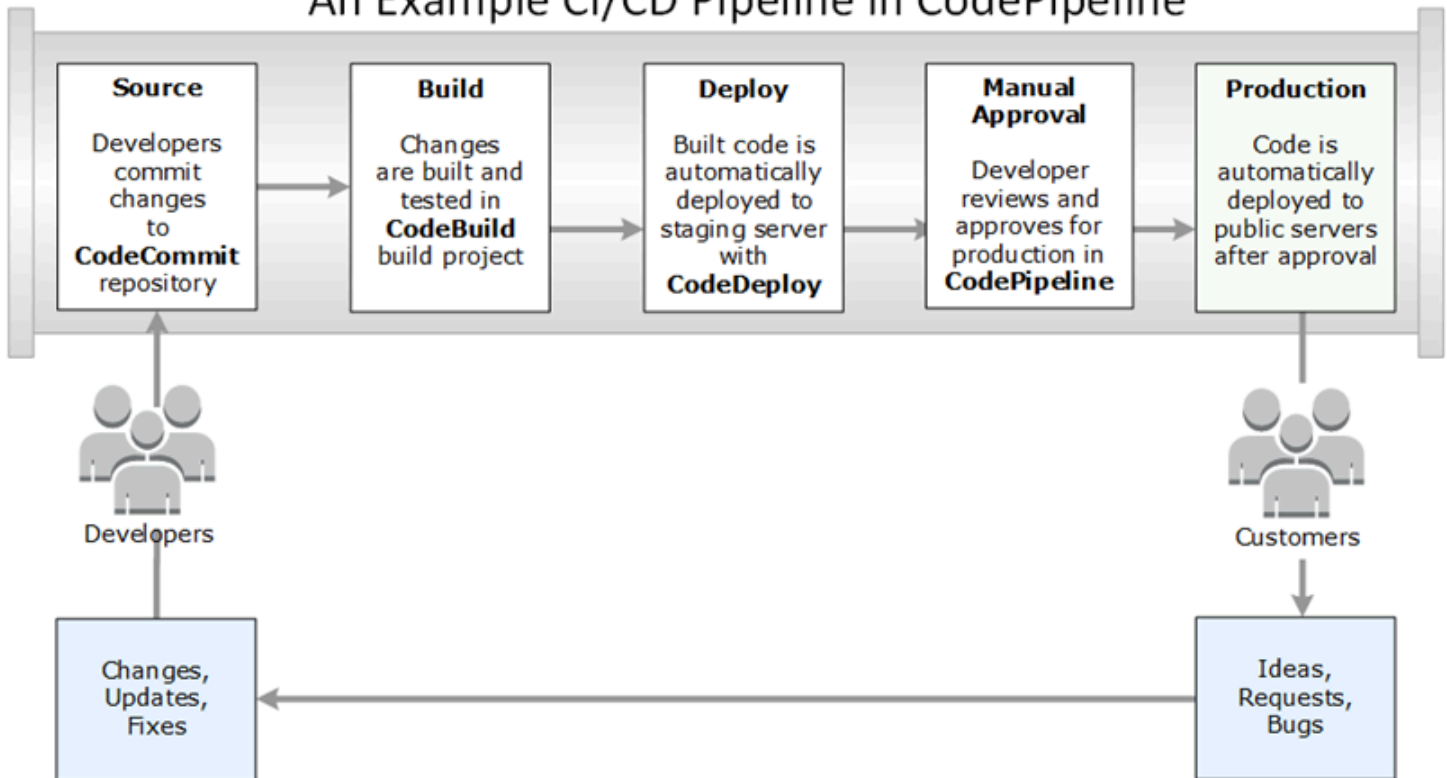 An Example CI/CD Pipeline in CodePipeline
Source
Developers
commit
changes
to
CodeCommit
repository
Build
Changes
are built and
tested in
CodeBuild
build project
Deploy
Built code is
automatically
deployed to
staging server
with
CodeDeploy
Manual
Approval
Developer
reviews and
approves for
production in
CodePipeline
Production
Code is
automatically
deployed to
public servers
after approval
Developers
Customers
Changes,
Updates,
Fixes
Ideas,
Requests,
Bugs